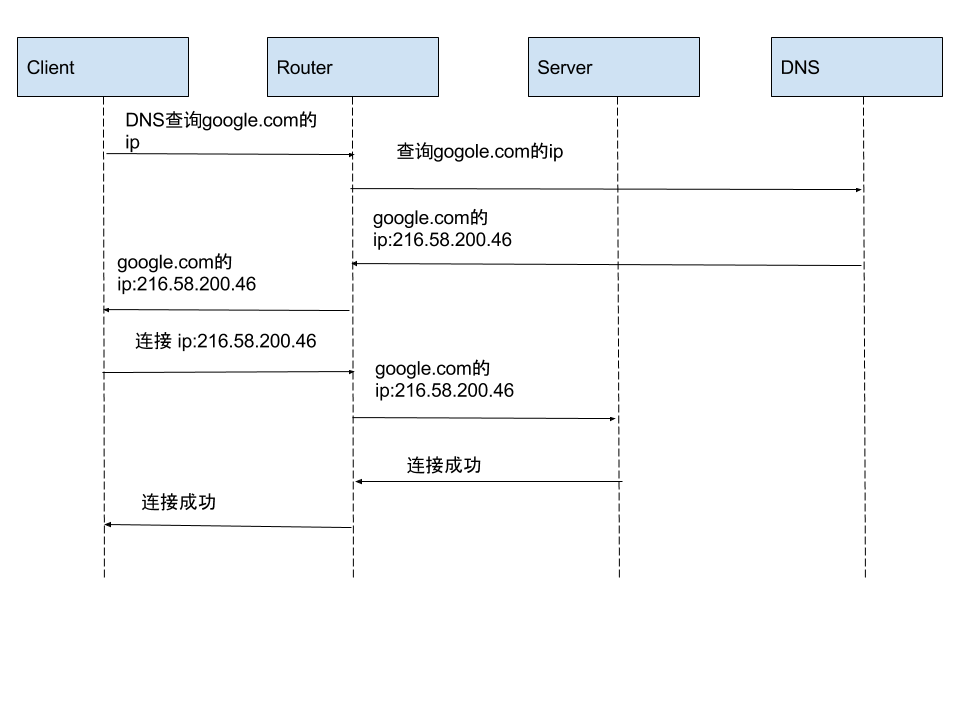 Client
Router
Server
DNS
DNS查询google.com的
ip
查询gogole.com的ip
google.com的
ip:216.58.200.46
google.com的
ip:216.58.200.46
连接 ip:216.58.200.46
google.com的
ip:216.58.200.46
连接成功
连接成功